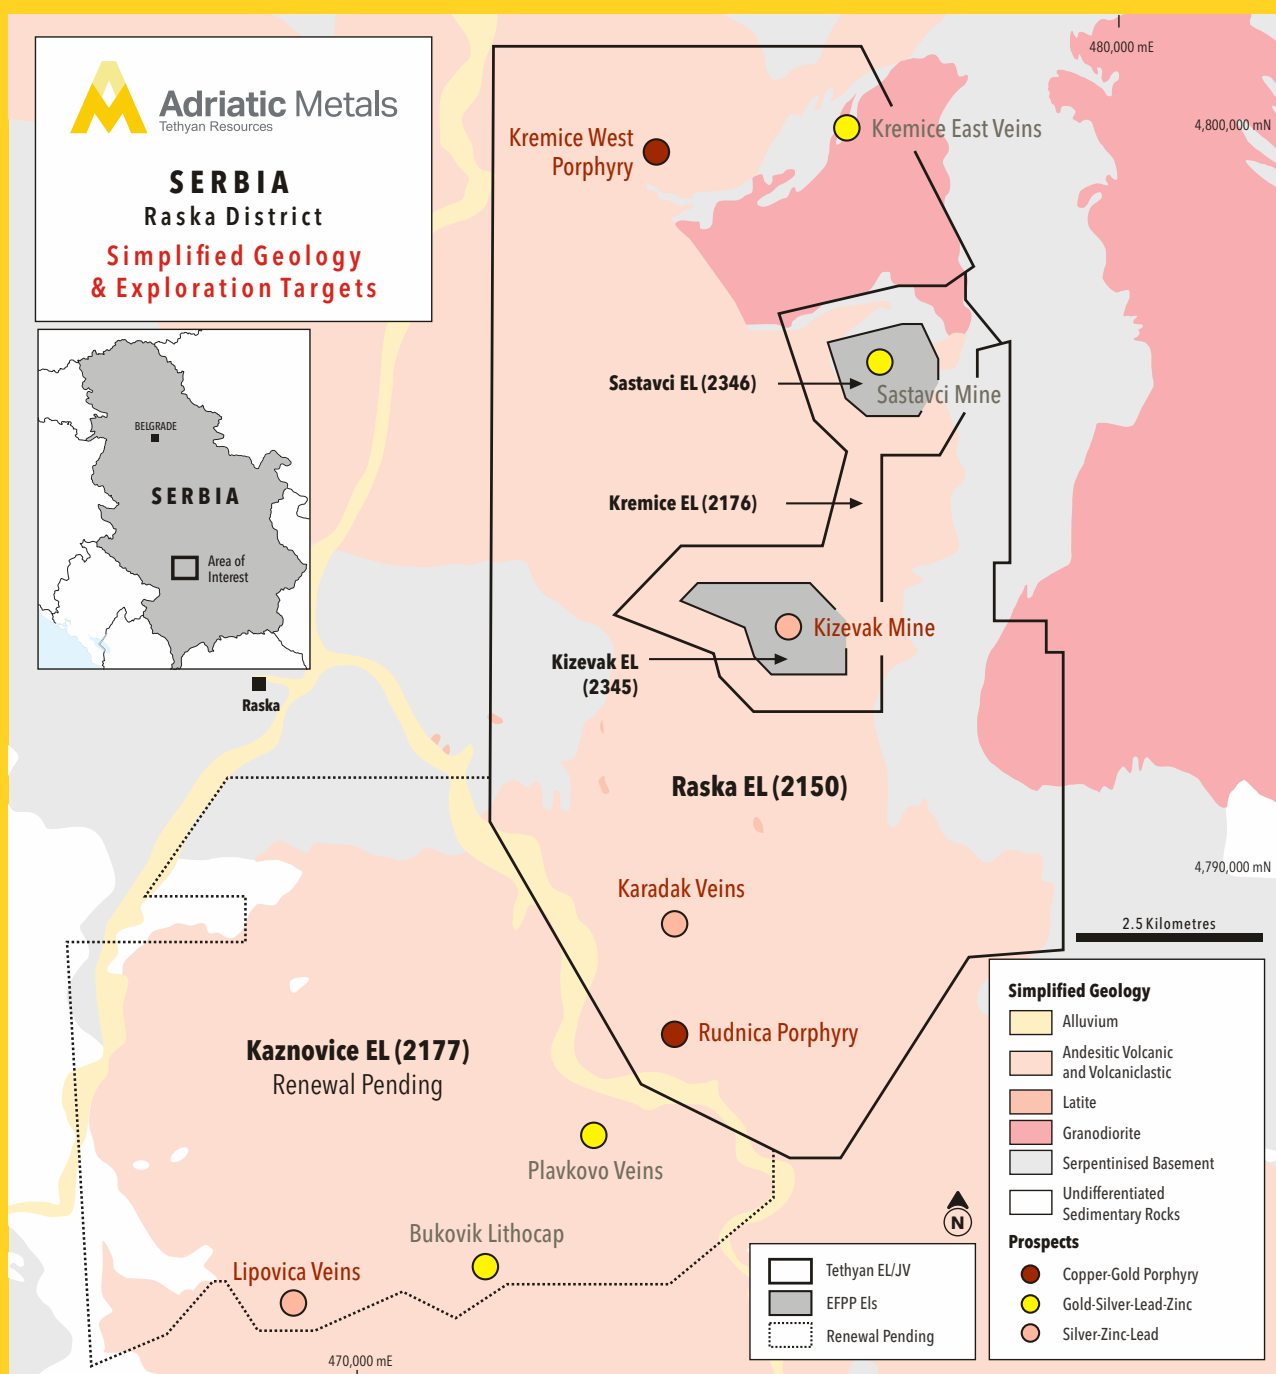 Adriatic Metals
Tethyan Resources
SERBIA
Raska District
Simplified Geology
& Exploration Targets
BELGRADE
SERBIA
Area of
Interest
Raska
480,000 mE
4,800,000 mN
Kremice West
Porphyry
Kremice East Veins
Sastavci EL (2346)
Sastavci Mine
Kremice EL (2176)
Kizevak Mine
Kizevak EL
(2345)
Raska EL (2150)
4,790,000 mN
Karadak Veins
2.5 Kilometres
Rudnica Porphyry
Kaznovice EL (2177)
Renewal Pending
Plavkovo Veins
Bukovik Lithocap
Lipovica Veins
470,000 mE
N
Tethyan EL/JV
EFPP Els
Renewal Pending
Simplified Geology
Alluvium
Andesitic Volcanic
and Volcaniclastic
Latite
Granodiorite
Serpentinised Basement
Undifferentiated
Sedimentary Rocks
Prospects
Copper-Gold Porphyry
Gold-Silver-Lead-Zinc
Silver-Zinc-Lead